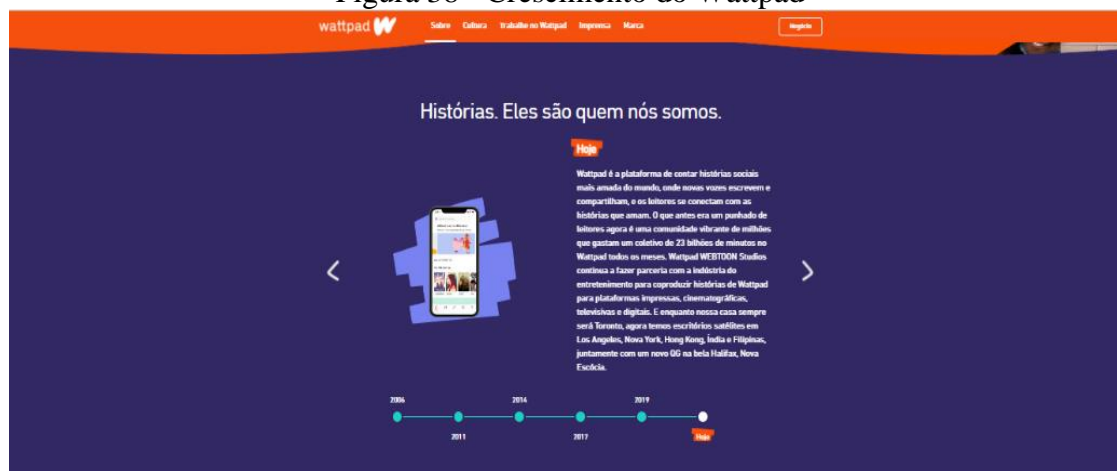 Figura 38 - Crescimento do Wattpad
wattpad
Sobre Cultura Trabalhe no Wattpad Imprensa Marca Negócio
Histórias. Eles são quem nós somos.
Hoje
Wattpad é a plataforma de contar histórias sociais
mais amada do mundo, onde novas vozes escrevem e
compartilham, e os leitores se conectam com as
histórias que amam. O que antes era um punhado de
leitores agora é uma comunidade vibrante de milhões
que gastam um coletivo de 23 bilhões de minutos no
Wattpad todos os meses. Wattpad WEBTOON Studios
continua a fazer parceria com a indústria do
entretenimento para coproduzir histórias de Wattpad
para plataformas impressas, cinematográficas,
televisivas e digitais. E enquanto nossa casa sempre
será Toronto, agora temos escritórios satélites em
Los Angeles, Nova York, Hong Kong, Índia e Filipinas,
juntamente com um novo QG na bela Halifax, Nova
Escócia.
2006 2014 2019
2011 2017 Hoje